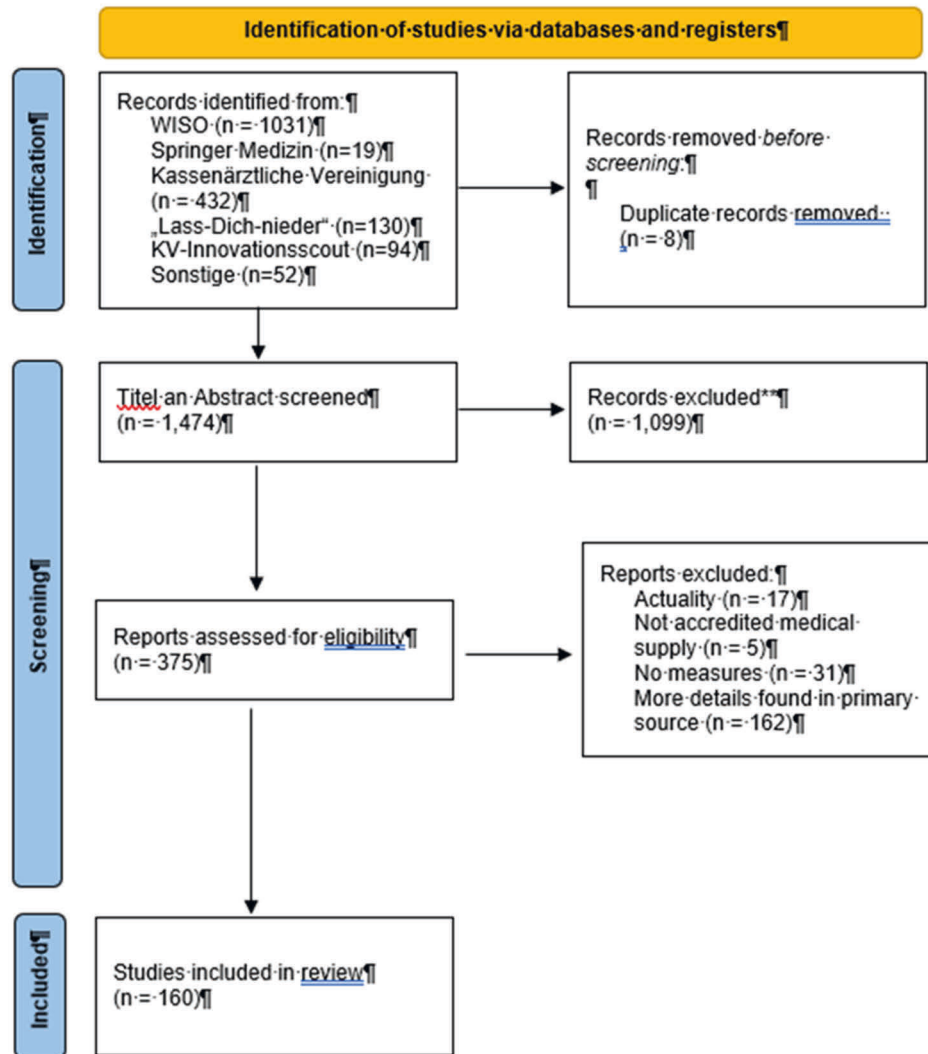 Identification·of·studies·via·databases·and·registers¶
Identification¶
Records·identified·from:¶
WISO·(n·=·1031)¶
Springer·Medizin·(n=19)¶
Kassenärztliche·Vereinigung·
(n·=·432)¶
„Lass-Dich-nieder“·(n=130)¶
KV-Innovationsscout·(n=94)¶
Sonstige·(n=52)¶
Records·removed·before·
screening:¶
¶
Duplicate·records·removed··
(n·=·8)¶
Screening¶
Titel·an·Abstract·screened¶
(n·=·1,474)¶
Records·excluded**¶
(n·=·1,099)¶
Reports·assessed·for·eligibility¶
(n·=·375)¶
Reports·excluded:¶
Actuality·(n·=·17)¶
Not·accredited·medical·
supply·(n·=·5)¶
No·measures·(n·=·31)¶
More·details·found·in·primary·
source·(n·=·162)¶
Included¶
Studies·included·in·review¶
(n·=·160)¶